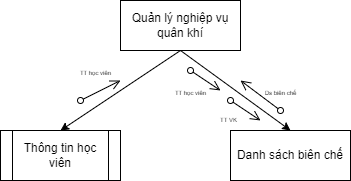 Quản lý nghiệp vụ
quân khí
TT học viên
TT học viên
Ds biên chế
TT VK
Thông tin học
viên
Danh sách biên chế